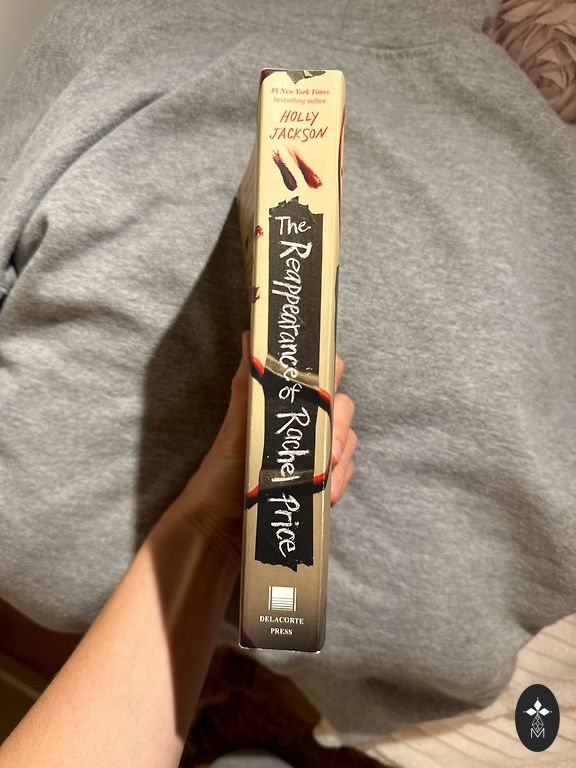 #1 New York Times
bestselling author
HOLLY
JACKSON
The Reappearance of Rachel Price
DELACORTE
PRESS